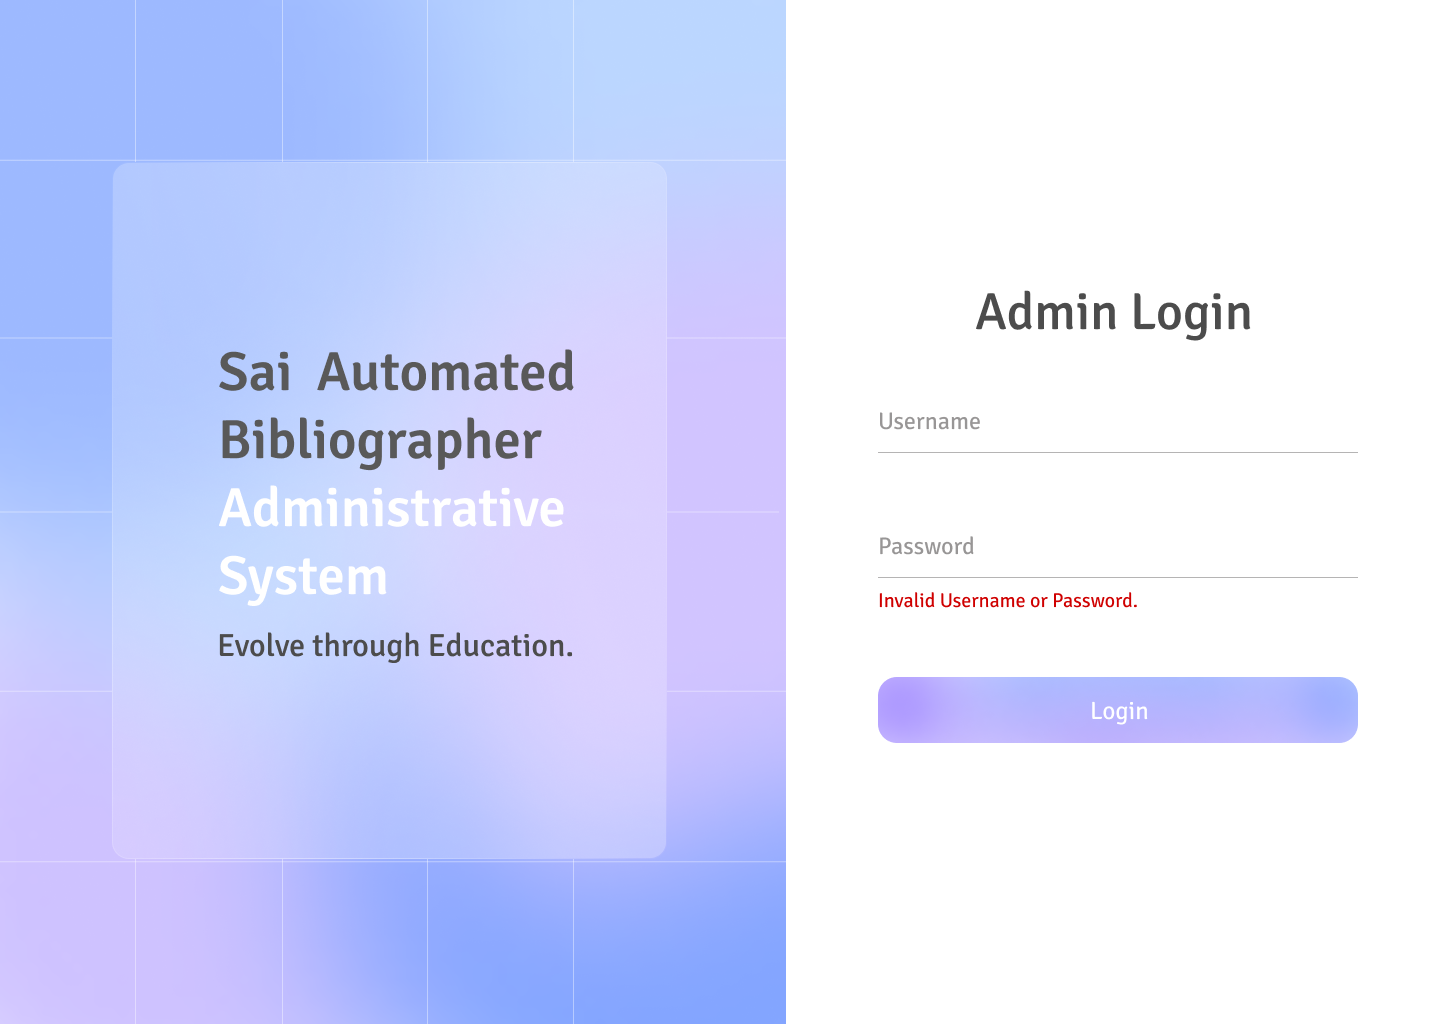 Sai  Automated
Bibliographer
Administrative
System
Evolve through Education.
Admin Login
Username
Password
Invalid Username or Password.
Login